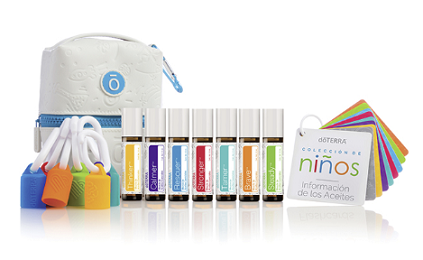 ō
Thinker
Calmer
Rescuer
Stronger
Tamer
Brave
Steady
dōTERRA
COLECCIÓN DE
niños
Información
de los Aceites